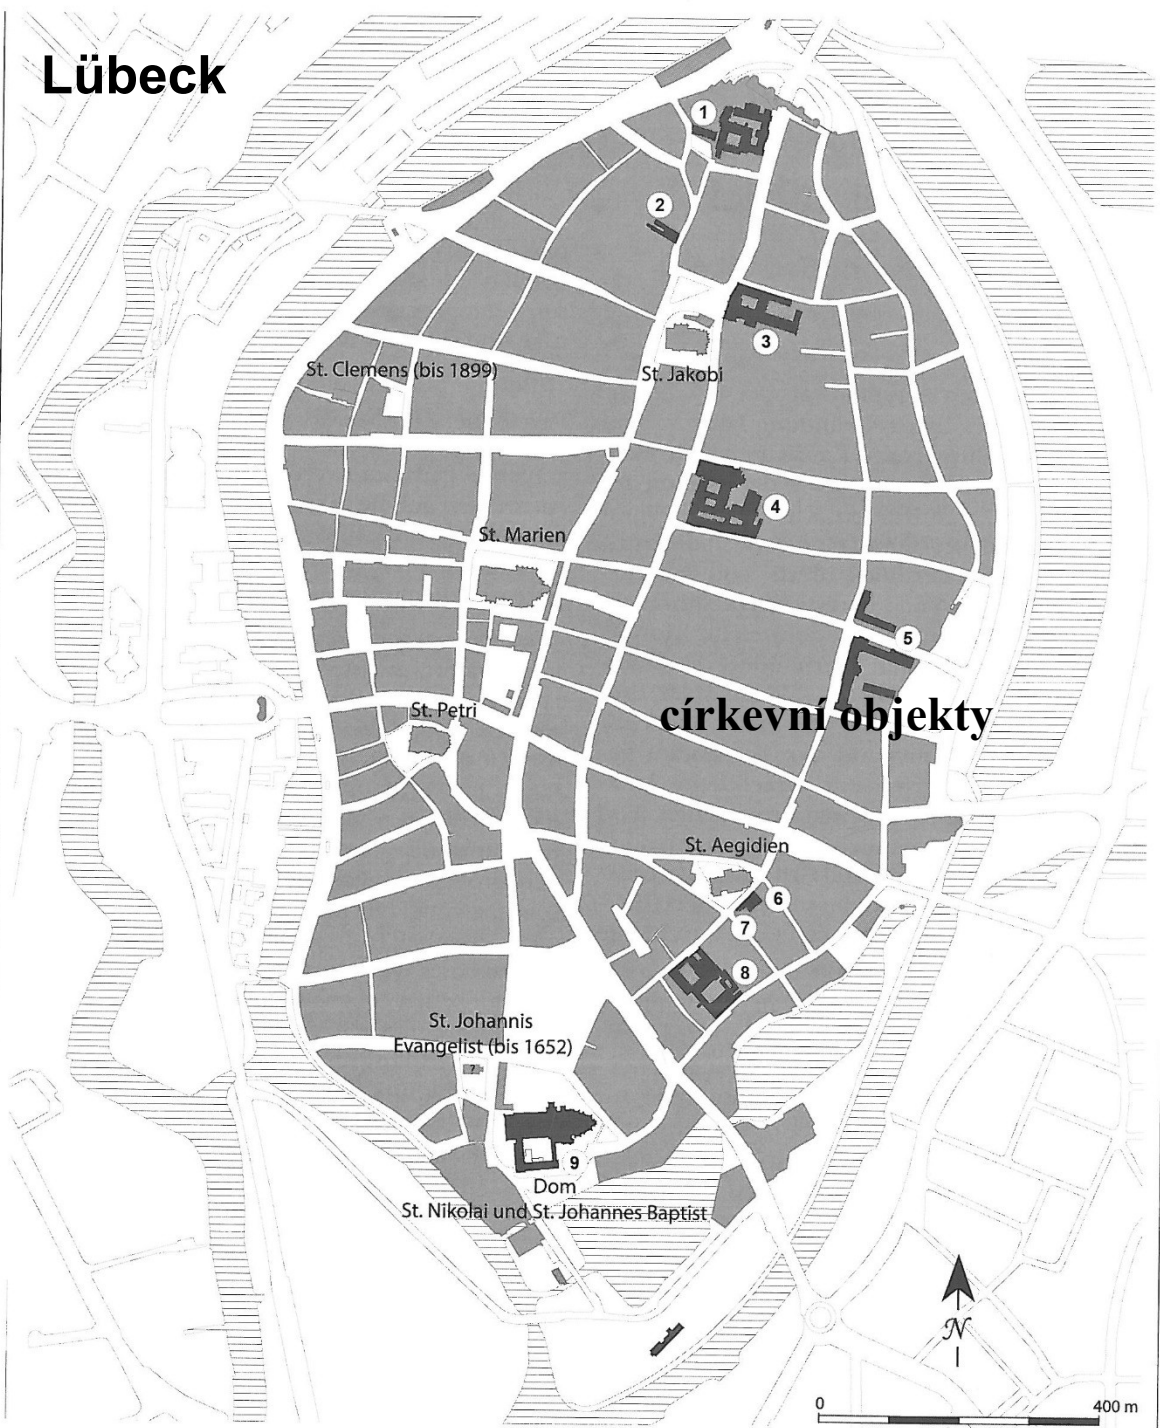 Lübeck
1
2
3
St. Clemens (bis 1899)
St. Jakobi
4
St. Marien
5
St. Petri
církevní objekty
St. Aegidien
6
7
8
St. Johannis
Evangelist (bis 1652)
?
9
Dom
St. Nikolai und St. Johannes Baptist
N
0
400 m